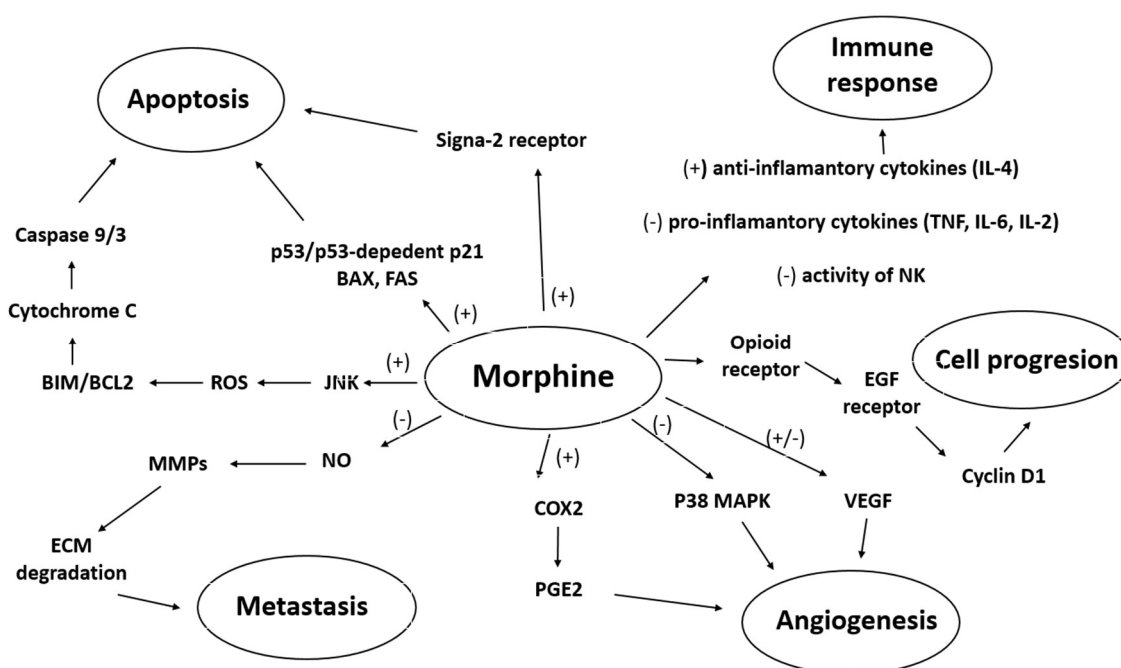 Immune
response
Apoptosis
Signa-2 receptor
(+) anti-inflamantory cytokines (IL-4)
(-) pro-inflamantory cytokines (TNF, IL-6, IL-2)
(-) activity of NK
Caspase 9/3
p53/p53-depedent p21
BAX, FAS
Cytochrome C
(+)
(+)
Opioid
receptor
Cell progresion
BIM/BCL2
ROS
JNK
(+)
Morphine
EGF
receptor
(-)
(-)
(+/-)
MMPs
NO
(+)
Cyclin D1
COX2
P38 MAPK
VEGF
ECM
degradation
PGE2
Metastasis
Angiogenesis